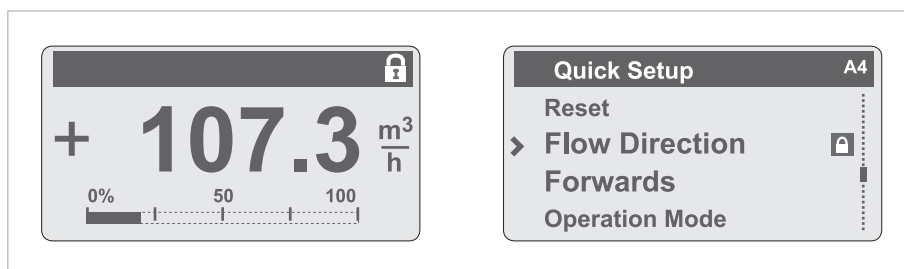 + 107.3 m³/h
0% 50 100
Quick Setup A4
Reset
Flow Direction
Forwards
Operation Mode